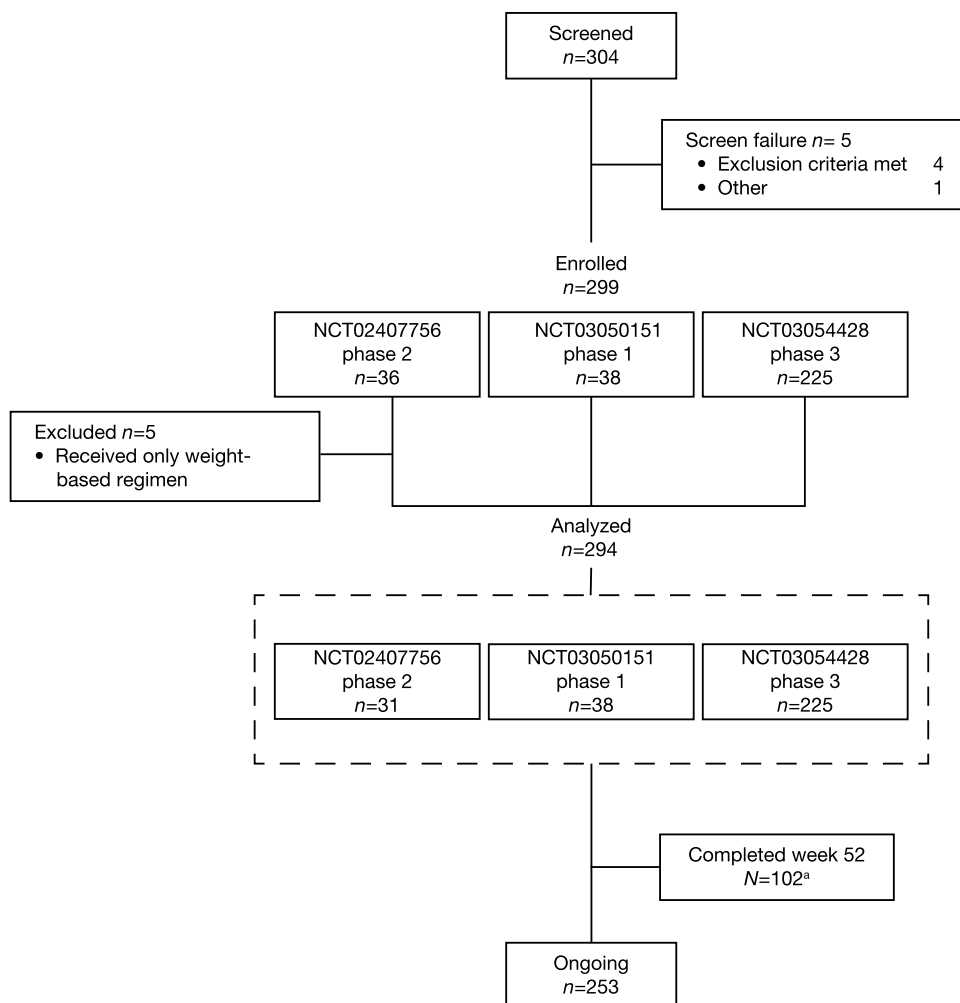 Screened
n=304
Screen failure n= 5
• Exclusion criteria met 4
• Other 1
Enrolled
n=299
NCT02407756
phase 2
n=36
NCT03050151
phase 1
n=38
NCT03054428
phase 3
n=225
Excluded n=5
• Received only weight-
based regimen
Analyzed
n=294
NCT02407756
phase 2
n=31
NCT03050151
phase 1
n=38
NCT03054428
phase 3
n=225
Completed week 52
N=102ᵃ
Ongoing
n=253